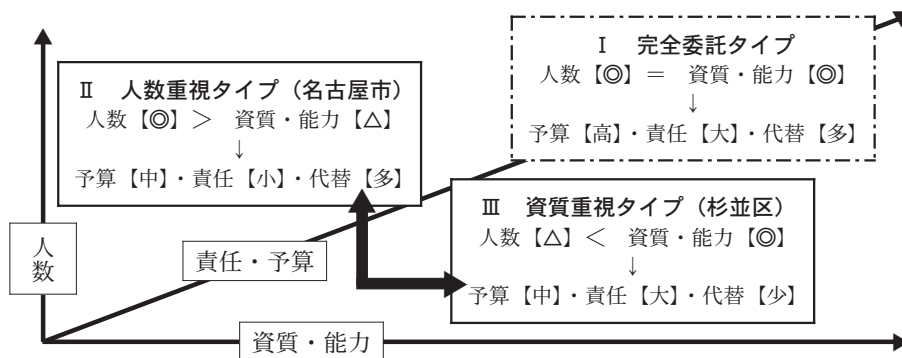 Ⅰ 完全委託タイプ
人数【◎】＝ 資質・能力【◎】
↓
予算【高】・責任【大】・代替【多】
Ⅱ 人数重視タイプ（名古屋市）
人数【◎】＞ 資質・能力【△】
↓
予算【中】・責任【小】・代替【多】
Ⅲ 資質重視タイプ（杉並区）
人数【△】＜ 資質・能力【◎】
↓
予算【中】・責任【大】・代替【少】
人数
責任・予算
資質・能力